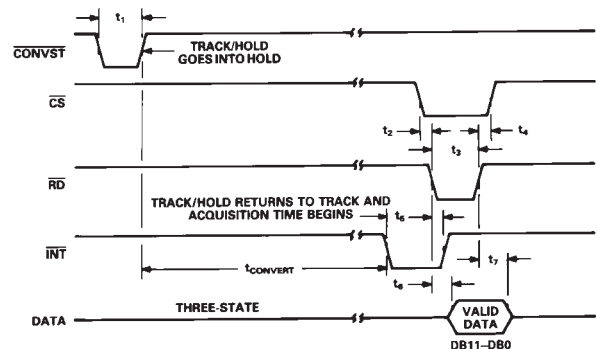 t1
CONVST
TRACK/HOLD
GOES INTO HOLD
CS
t2
t3
t4
RD
TRACK/HOLD RETURNS TO TRACK AND
ACQUISITION TIME BEGINS
t5
INT
tCONVERT
t7
t6
THREE-STATE
DATA
VALID
DATA
DB11–DB0